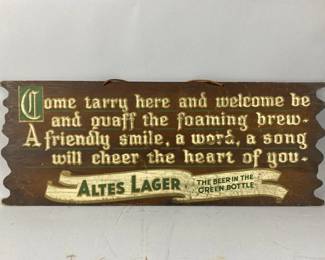 Come tarry here and welcome be
and quaff the foaming brew-
A friendly smile, a word, a song
will cheer the heart of you-
ALTES LAGER THE BEER IN THE
GREEN BOTTLE